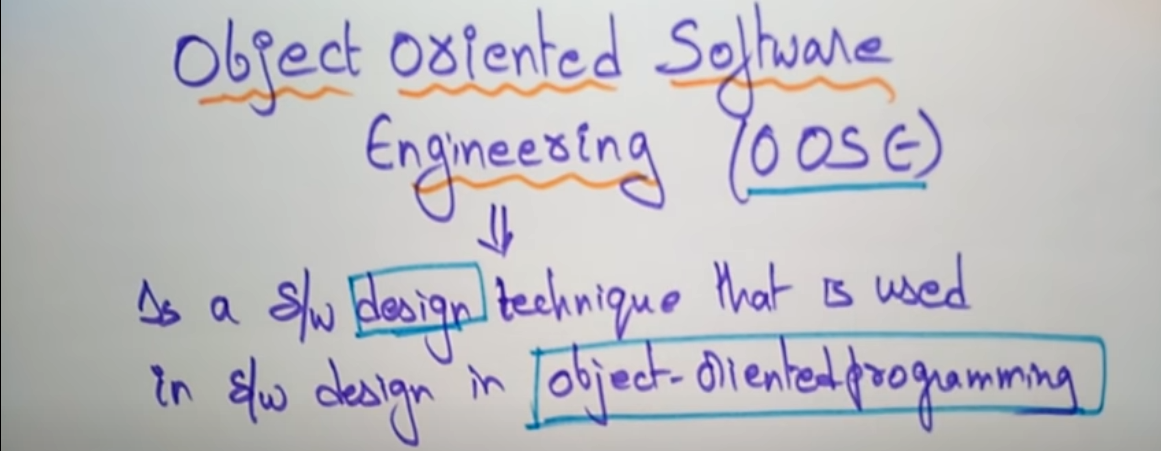 Object Oriented Software
Engineering (OOSE)
⇓
Is a S/W design technique that is used
in S/W design in object-oriented programming